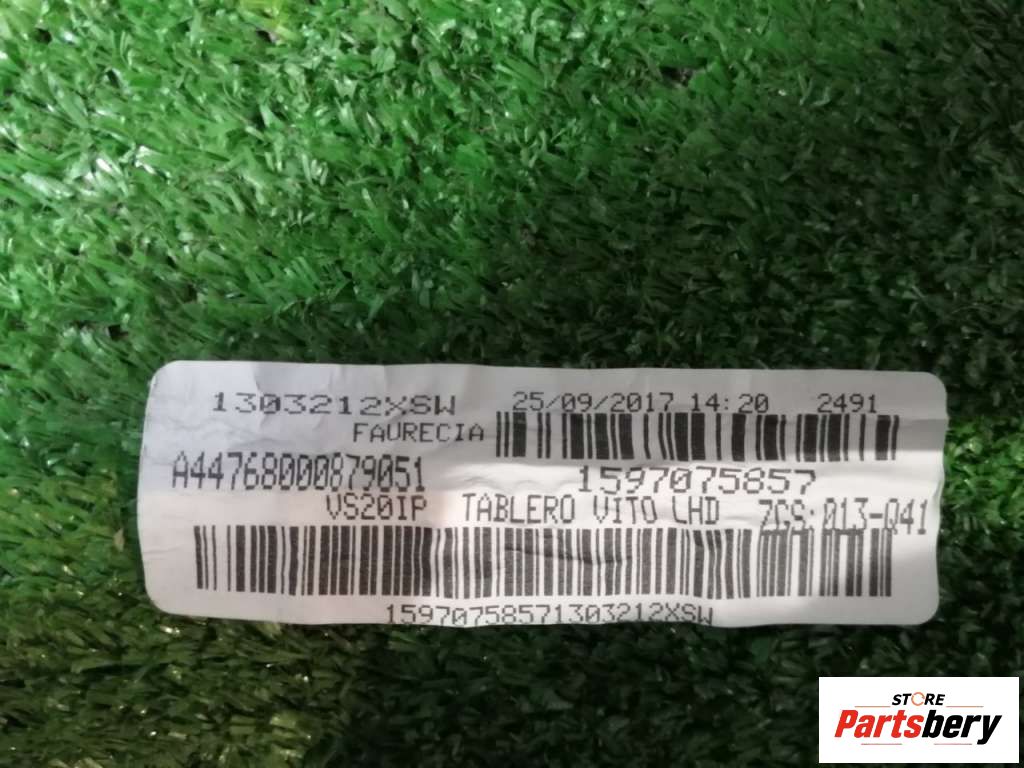 1303212XSW 25/09/2017 14:20 2491
FAURECIA
A44768000879051 1597075857
VS20IP TABLERO VITO LHD ZGS:013-Q41
15970758571303212XSW
STORE
Partsbery